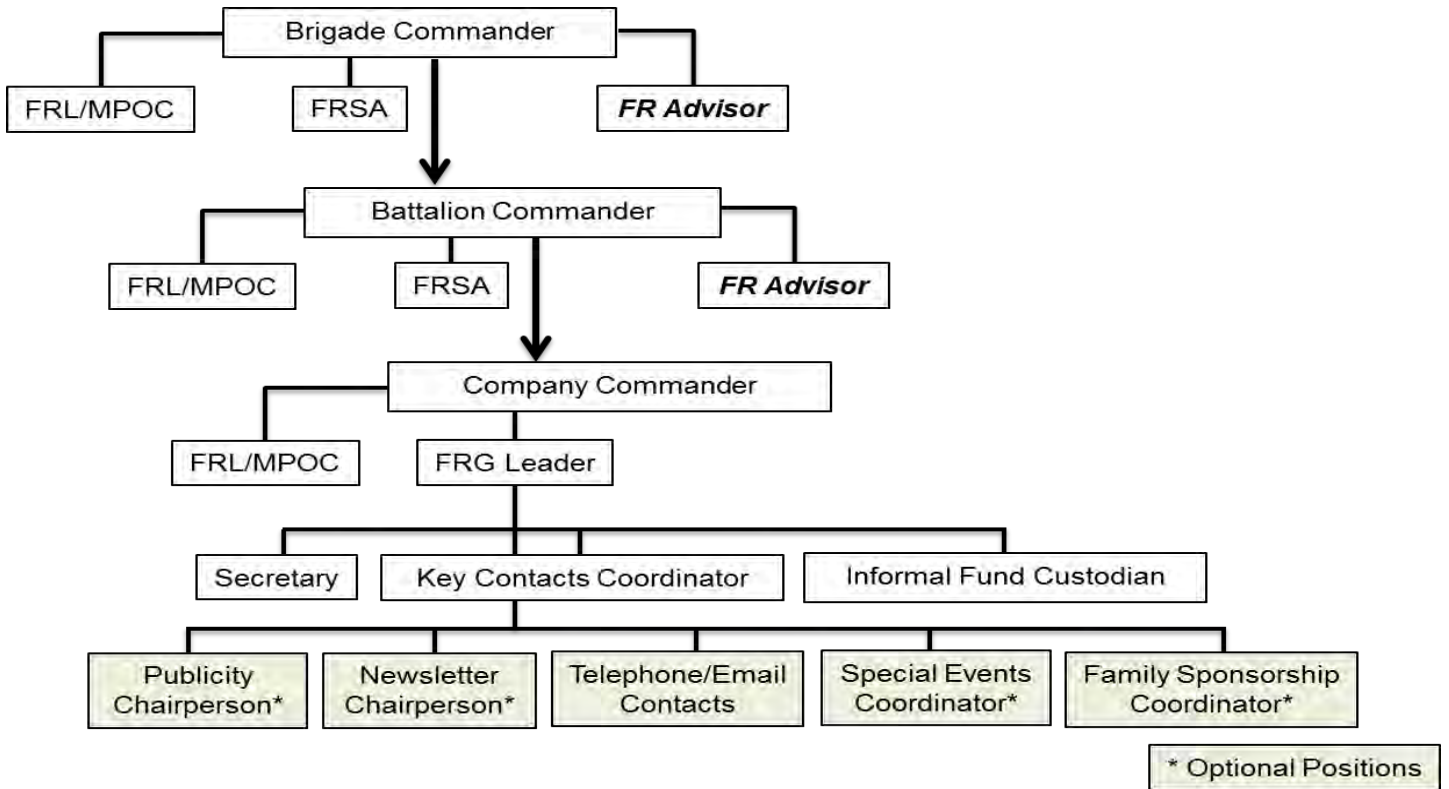 Brigade Commander
FRL/MPOC
FRSA
FR Advisor
Battalion Commander
FRL/MPOC
FRSA
FR Advisor
Company Commander
FRL/MPOC
FRG Leader
Secretary
Key Contacts Coordinator
Informal Fund Custodian
Publicity
Chairperson*
Newsletter
Chairperson*
Telephone/Email
Contacts
Special Events
Coordinator*
Family Sponsorship
Coordinator*
* Optional Positions